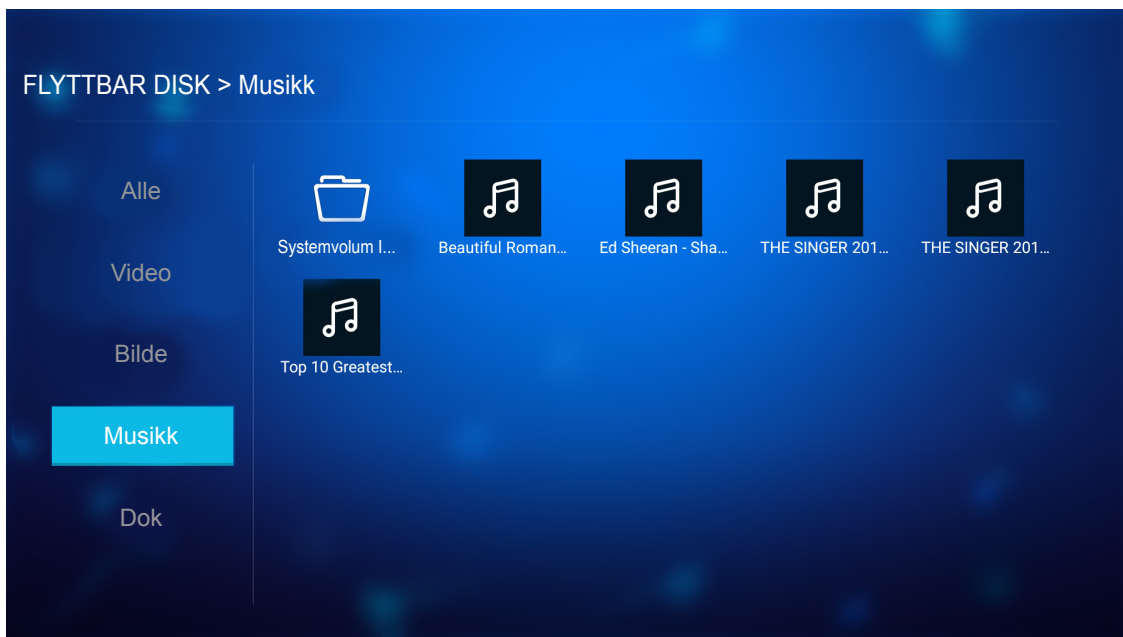 FLYTTBAR DISK > Musikk
Alle
Video
Bilde
Musikk
Dok
Systemvolum I...
Beautiful Roman...
Ed Sheeran - Sha...
THE SINGER 201...
THE SINGER 201...
Top 10 Greatest...